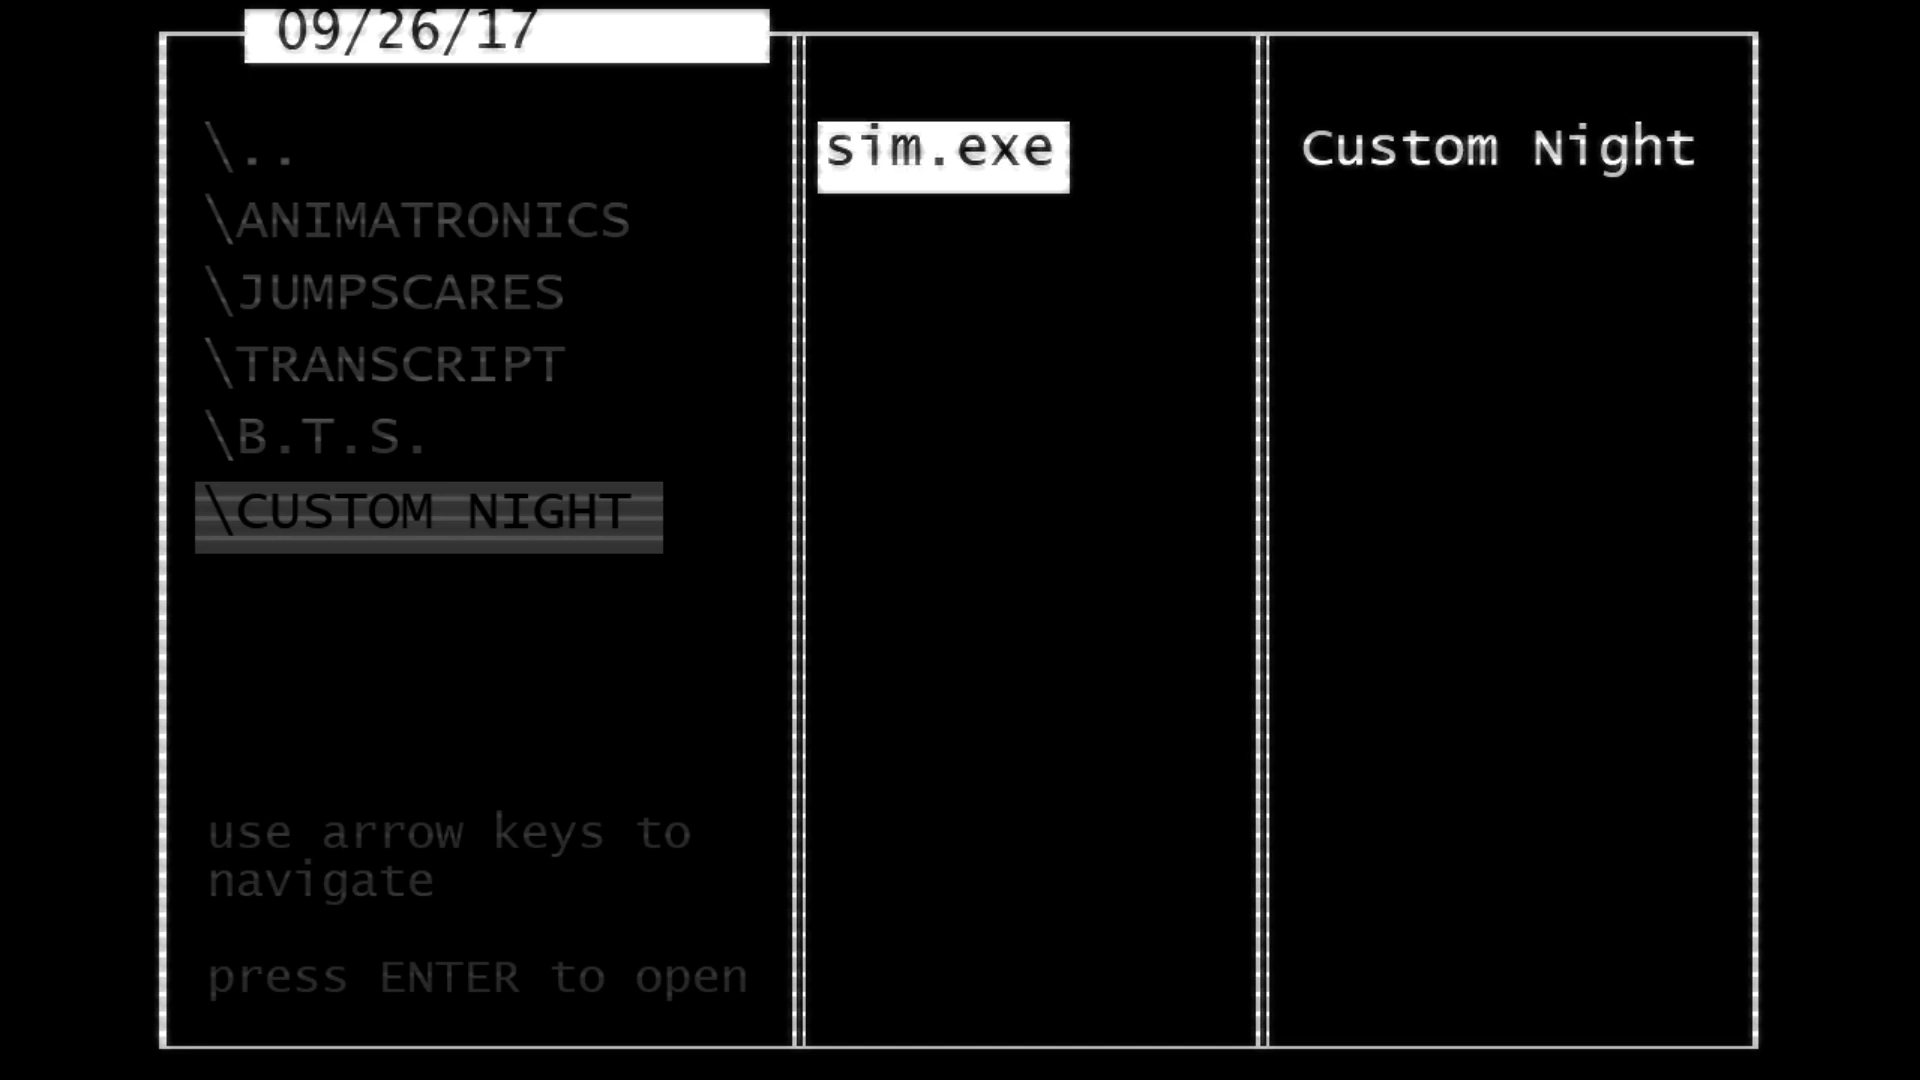 09/26/17
\..
\ANIMATRONICS
\JUMPSCARES
\TRANSCRIPT
\B.T.S.
\CUSTOM NIGHT
use arrow keys to
navigate
press ENTER to open
sim.exe
Custom Night